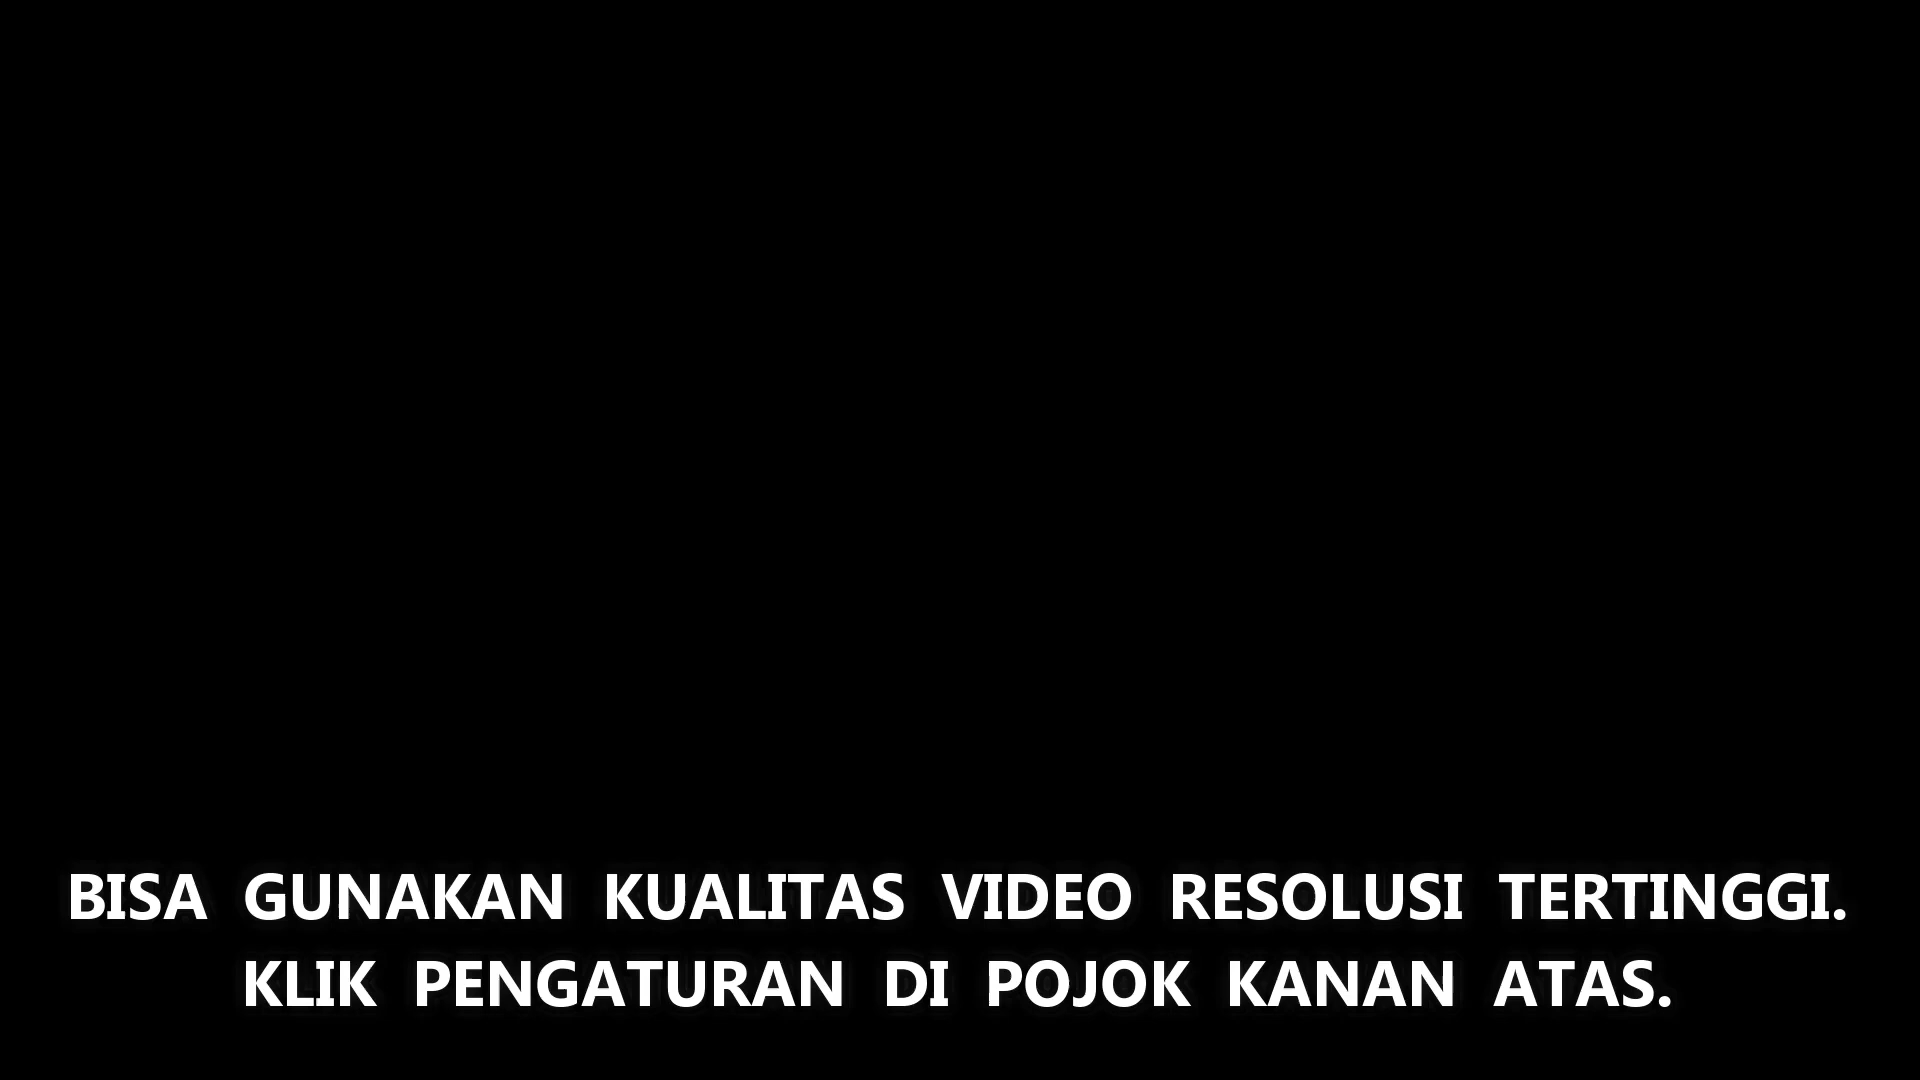 BISA GUNAKAN KUALITAS VIDEO RESOLUSI TERTINGGI.
KLIK PENGATURAN DI POJOK KANAN ATAS.